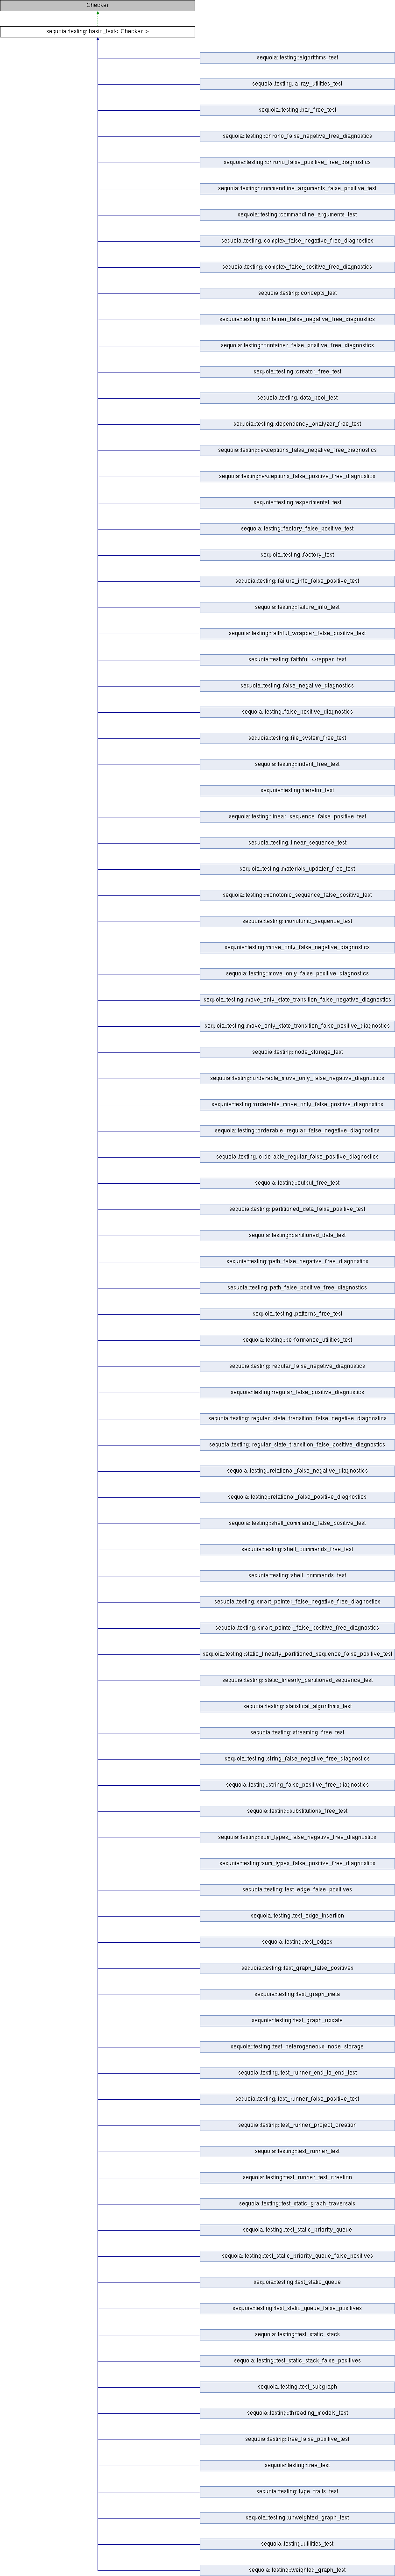 Checker
sequoia::testing::basic_test< Checker >
sequoia::testing::algorithms_test
sequoia::testing::array_utilities_test
sequoia::testing::bar_free_test
sequoia::testing::chrono_false_negative_free_diagnostics
sequoia::testing::chrono_false_positive_free_diagnostics
sequoia::testing::commandline_arguments_false_positive_test
sequoia::testing::commandline_arguments_test
sequoia::testing::complex_false_negative_free_diagnostics
sequoia::testing::complex_false_positive_free_diagnostics
sequoia::testing::concepts_test
sequoia::testing::container_false_negative_free_diagnostics
sequoia::testing::container_false_positive_free_diagnostics
sequoia::testing::creator_free_test
sequoia::testing::data_pool_test
sequoia::testing::dependency_analyzer_free_test
sequoia::testing::exceptions_false_negative_free_diagnostics
sequoia::testing::exceptions_false_positive_free_diagnostics
sequoia::testing::experimental_test
sequoia::testing::factory_false_positive_test
sequoia::testing::factory_test
sequoia::testing::failure_info_false_positive_test
sequoia::testing::failure_info_test
sequoia::testing::faithful_wrapper_false_positive_test
sequoia::testing::faithful_wrapper_test
sequoia::testing::false_negative_diagnostics
sequoia::testing::false_positive_diagnostics
sequoia::testing::file_system_free_test
sequoia::testing::indent_free_test
sequoia::testing::iterator_test
sequoia::testing::linear_sequence_false_positive_test
sequoia::testing::linear_sequence_test
sequoia::testing::materials_updater_free_test
sequoia::testing::monotonic_sequence_false_positive_test
sequoia::testing::monotonic_sequence_test
sequoia::testing::move_only_false_negative_diagnostics
sequoia::testing::move_only_false_positive_diagnostics
sequoia::testing::move_only_state_transition_false_negative_diagnostics
sequoia::testing::move_only_state_transition_false_positive_diagnostics
sequoia::testing::node_storage_test
sequoia::testing::orderable_move_only_false_negative_diagnostics
sequoia::testing::orderable_move_only_false_positive_diagnostics
sequoia::testing::orderable_regular_false_negative_diagnostics
sequoia::testing::orderable_regular_false_positive_diagnostics
sequoia::testing::output_free_test
sequoia::testing::partitioned_data_false_positive_test
sequoia::testing::partitioned_data_test
sequoia::testing::path_false_negative_free_diagnostics
sequoia::testing::path_false_positive_free_diagnostics
sequoia::testing::patterns_free_test
sequoia::testing::performance_utilities_test
sequoia::testing::regular_false_negative_diagnostics
sequoia::testing::regular_false_positive_diagnostics
sequoia::testing::regular_state_transition_false_negative_diagnostics
sequoia::testing::regular_state_transition_false_positive_diagnostics
sequoia::testing::relational_false_negative_diagnostics
sequoia::testing::relational_false_positive_diagnostics
sequoia::testing::shell_commands_false_positive_test
sequoia::testing::shell_commands_free_test
sequoia::testing::shell_commands_test
sequoia::testing::smart_pointer_false_negative_free_diagnostics
sequoia::testing::smart_pointer_false_positive_free_diagnostics
sequoia::testing::static_linearly_partitioned_sequence_false_positive_test
sequoia::testing::static_linearly_partitioned_sequence_test
sequoia::testing::statistical_algorithms_test
sequoia::testing::streaming_free_test
sequoia::testing::string_false_negative_free_diagnostics
sequoia::testing::string_false_positive_free_diagnostics
sequoia::testing::substitutions_free_test
sequoia::testing::sum_types_false_negative_free_diagnostics
sequoia::testing::sum_types_false_positive_free_diagnostics
sequoia::testing::test_edge_false_positives
sequoia::testing::test_edge_insertion
sequoia::testing::test_edges
sequoia::testing::test_graph_false_positives
sequoia::testing::test_graph_meta
sequoia::testing::test_graph_update
sequoia::testing::test_heterogeneous_node_storage
sequoia::testing::test_runner_end_to_end_test
sequoia::testing::test_runner_false_positive_test
sequoia::testing::test_runner_project_creation
sequoia::testing::test_runner_test
sequoia::testing::test_runner_test_creation
sequoia::testing::test_static_graph_traversals
sequoia::testing::test_static_priority_queue
sequoia::testing::test_static_priority_queue_false_positives
sequoia::testing::test_static_queue
sequoia::testing::test_static_queue_false_positives
sequoia::testing::test_static_stack
sequoia::testing::test_static_stack_false_positives
sequoia::testing::test_subgraph
sequoia::testing::threading_models_test
sequoia::testing::tree_false_positive_test
sequoia::testing::tree_test
sequoia::testing::type_traits_test
sequoia::testing::unweighted_graph_test
sequoia::testing::utilities_test
sequoia::testing::weighted_graph_test